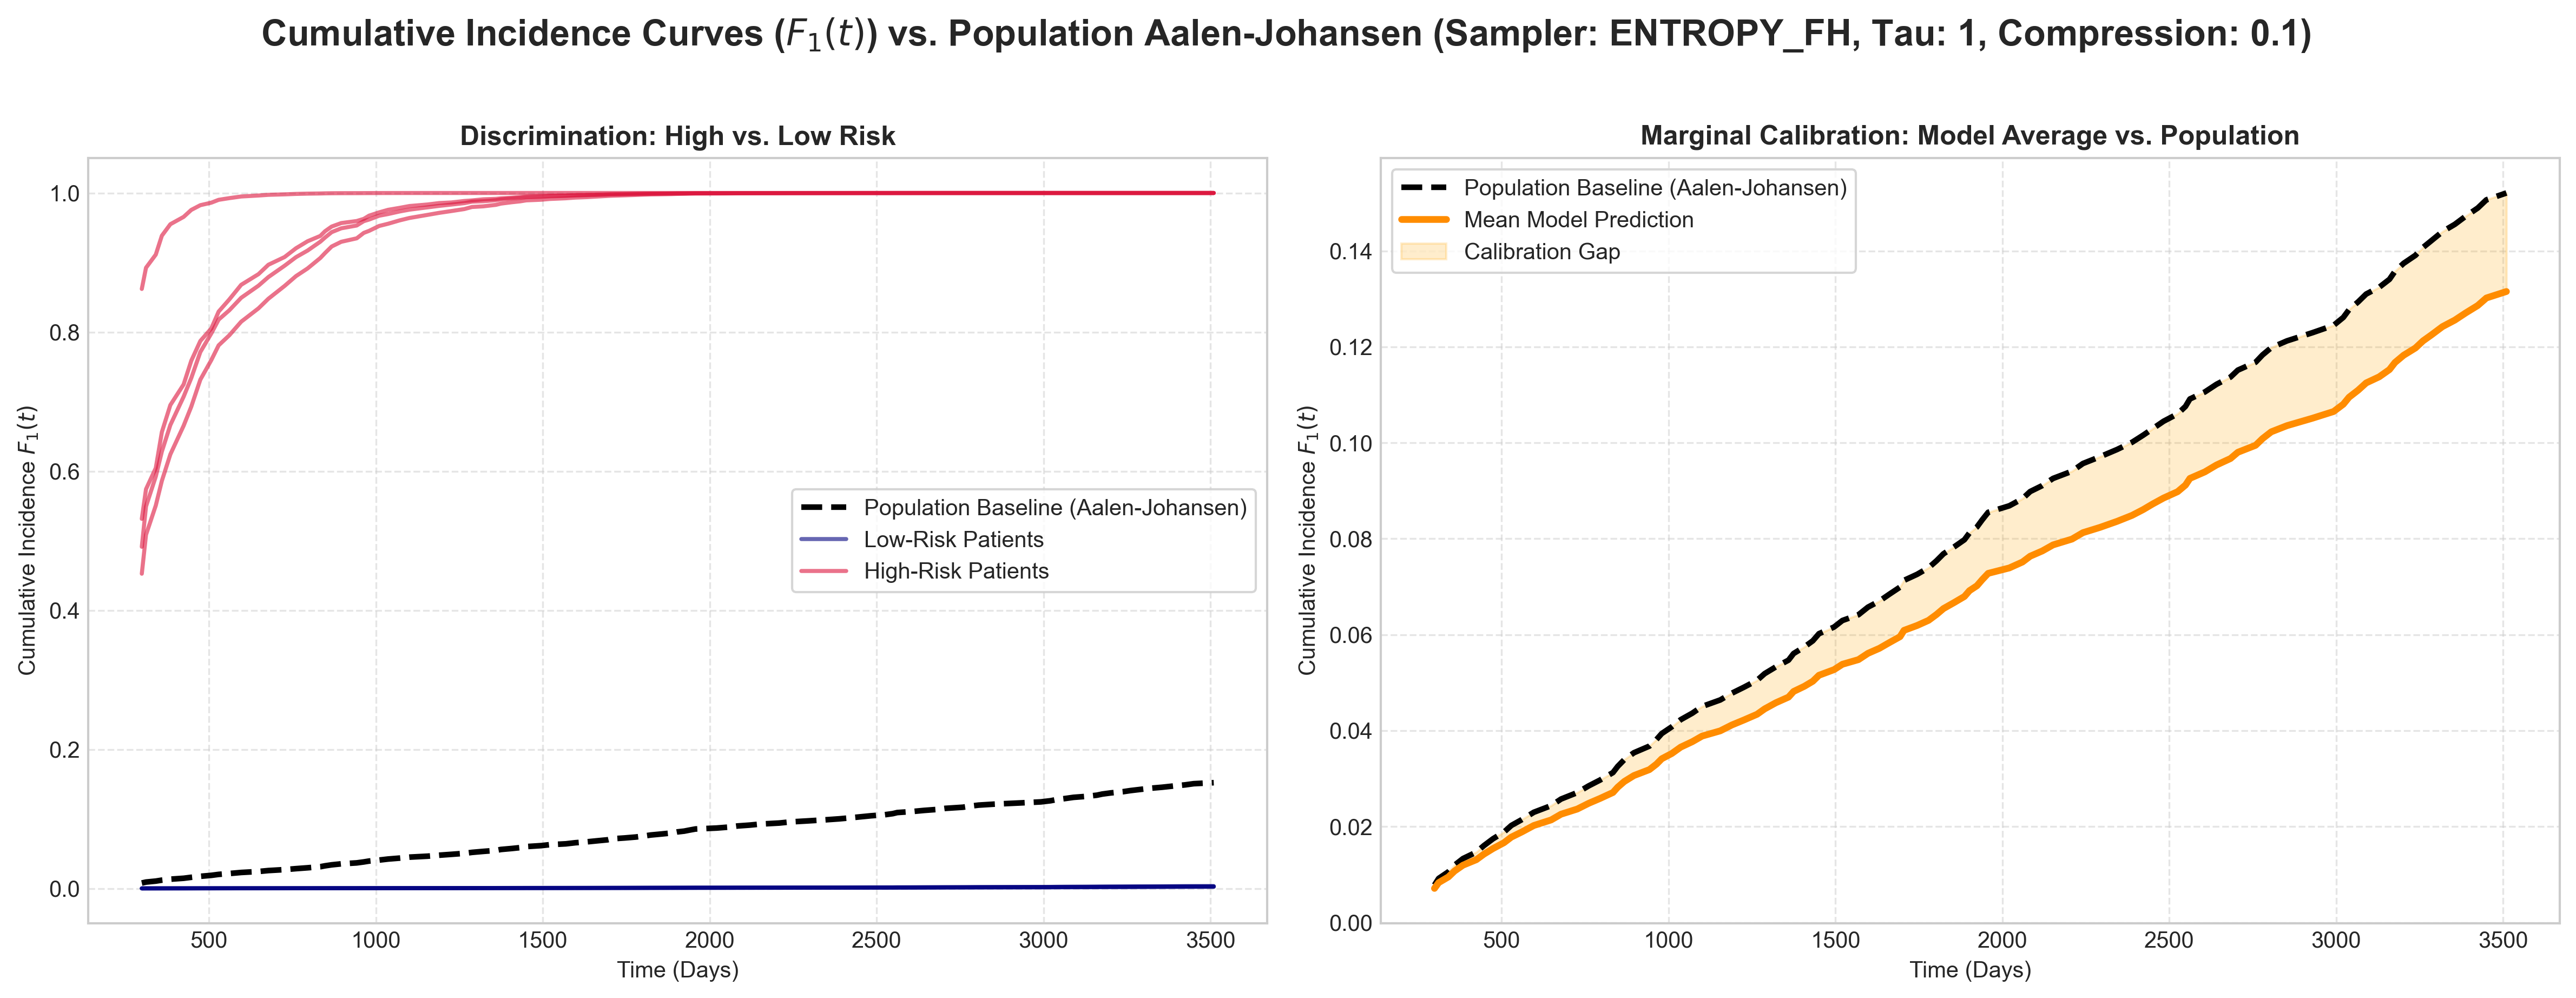 Cumulative Incidence Curves (F₁(t)) vs. Population Aalen-Johansen (Sampler: ENTROPY_FH, Tau: 1, Compression: 0.1)
Discrimination: High vs. Low Risk
Cumulative Incidence F₁(t)
1.0
0.8
0.6
0.4
0.2
0.0
Population Baseline (Aalen-Johansen)
Low-Risk Patients
High-Risk Patients
500 1000 1500 2000 2500 3000 3500
Time (Days)
Marginal Calibration: Model Average vs. Population
Cumulative Incidence F₁(t)
Population Baseline (Aalen-Johansen)
Mean Model Prediction
Calibration Gap
0.14
0.12
0.10
0.08
0.06
0.04
0.02
0.00
500 1000 1500 2000 2500 3000 3500
Time (Days)